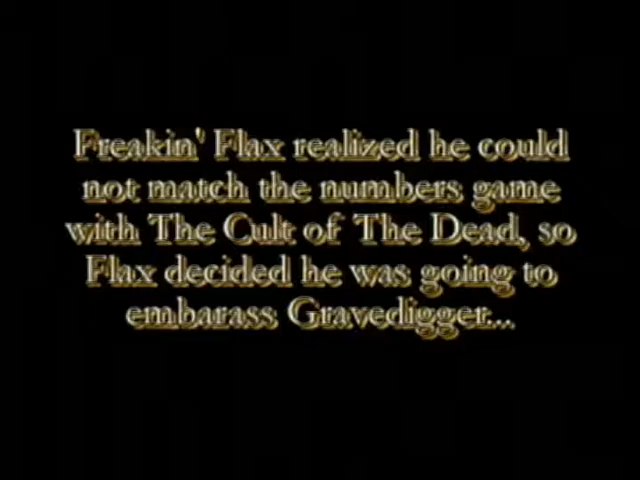 Freakin' Flax realized he could
not match the numbers game
with The Cult of The Dead, so
Flax decided he was going to
embarass Gravedigger...